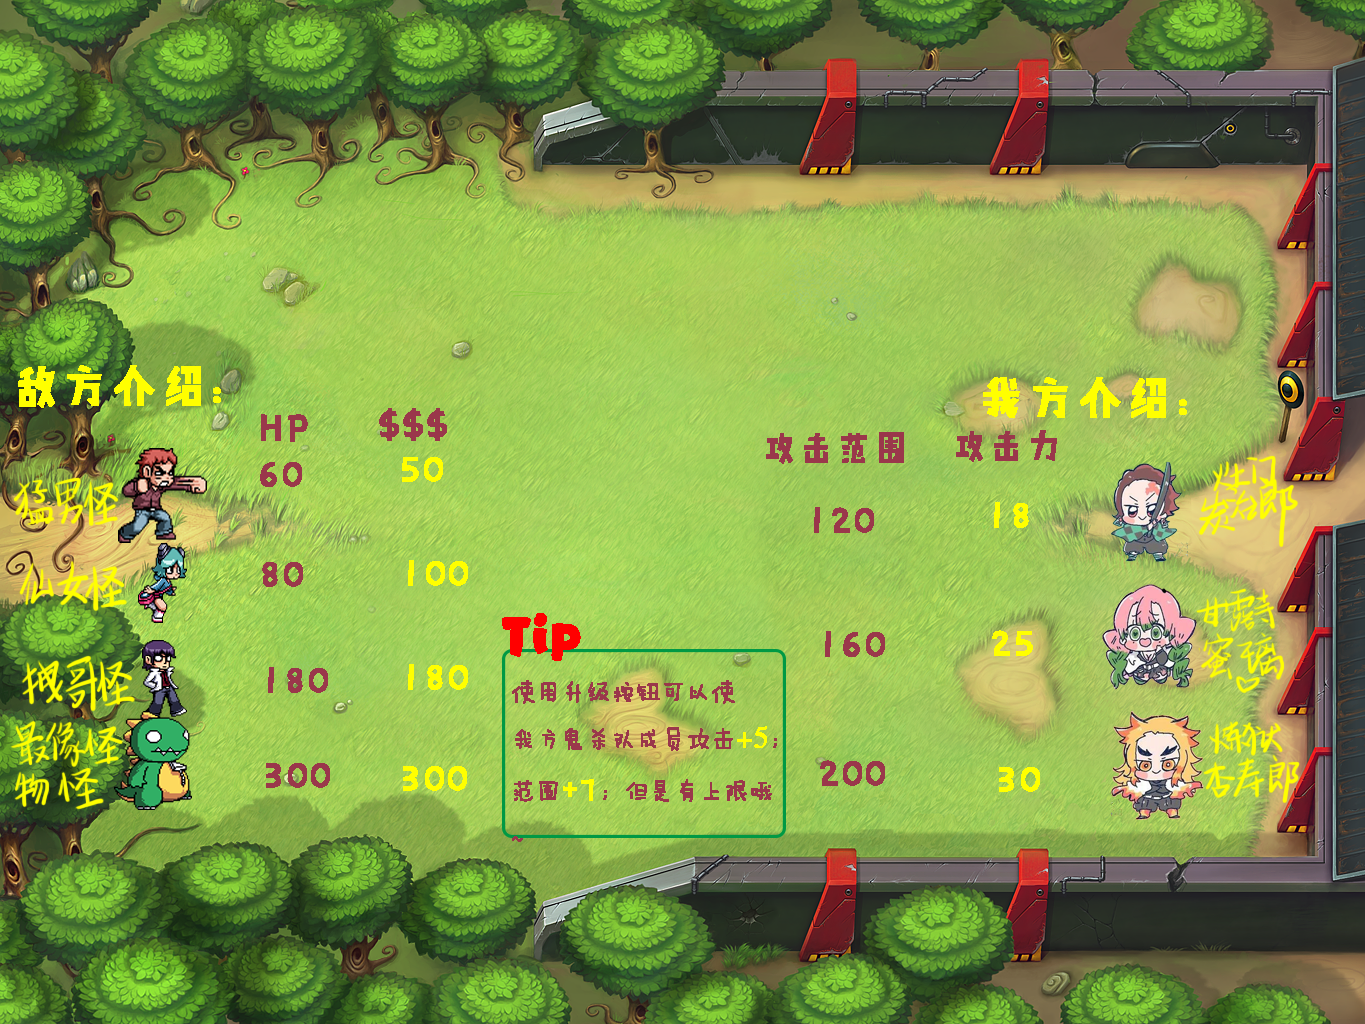 敌方介绍:
HP $$$
猛男怪 60 50
仙女怪 80 100
拽哥怪 180 180
最像怪
物怪 300 300
Tip
使用升级按钮可以使
我方鬼杀队成员攻击+5;
范围+7; 但是有上限哦
~
我方介绍:
攻击范围 攻击力
120 18 灶门
炭治郎
160 25 甘露寺
蜜璃
200 30 炼狱
杏寿郎